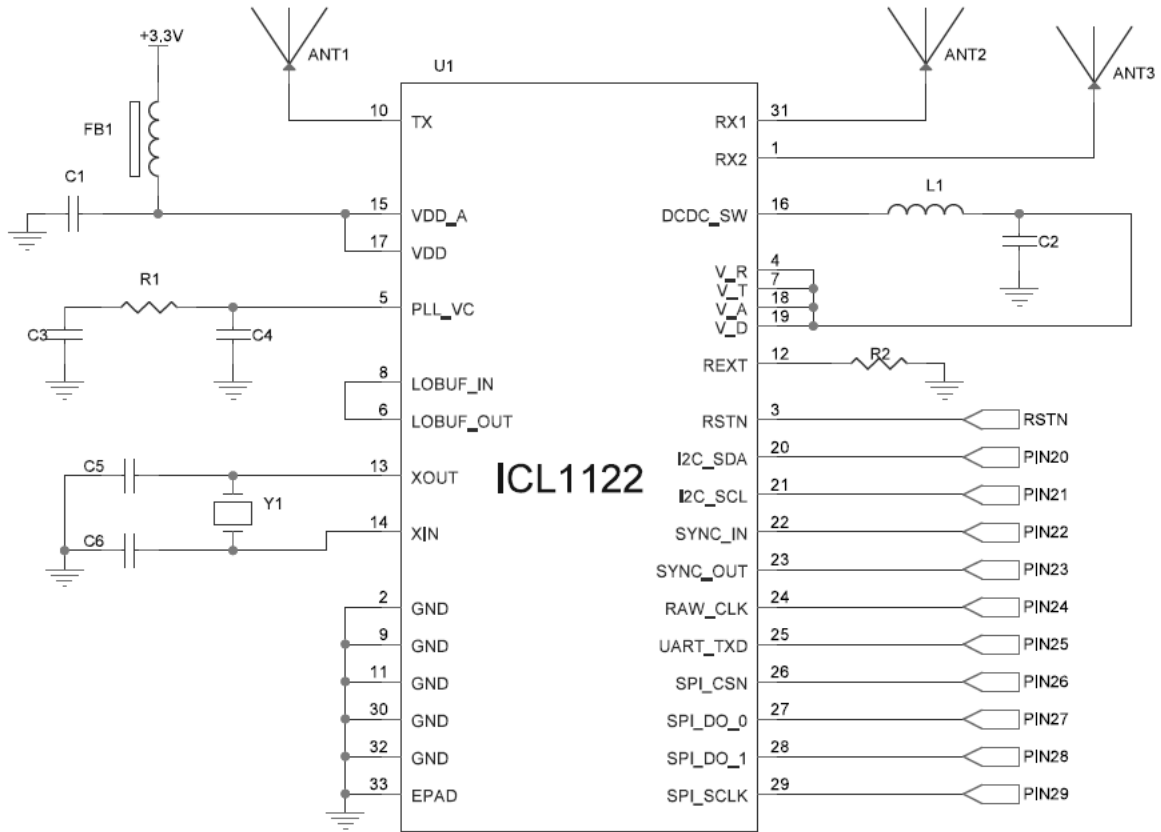 +3.3V
ANT1
ANT2
ANT3
U1
FB1
C1
10 TX
RX1 31
RX2 1
15 VDD_A
17 VDD
DCDC_SW 16
L1
C2
R1
5 PLL_VC
C3
C4
V_R 4
V_T 7
V_A 18
V_D 19
REXT 12
R2
8 LOBUF_IN
6 LOBUF_OUT
RSTN 3 RSTN
I2C_SDA 20 PIN20
C5
13 XOUT
ICL1122
I2C_SCL 21 PIN21
Y1
C6
14 XIN
SYNC_IN 22 PIN22
SYNC_OUT 23 PIN23
2 GND
RAW_CLK 24 PIN24
9 GND
UART_TXD 25 PIN25
11 GND
SPI_CSN 26 PIN26
30 GND
SPI_DO_0 27 PIN27
32 GND
SPI_DO_1 28 PIN28
33 EPAD
SPI_SCLK 29 PIN29